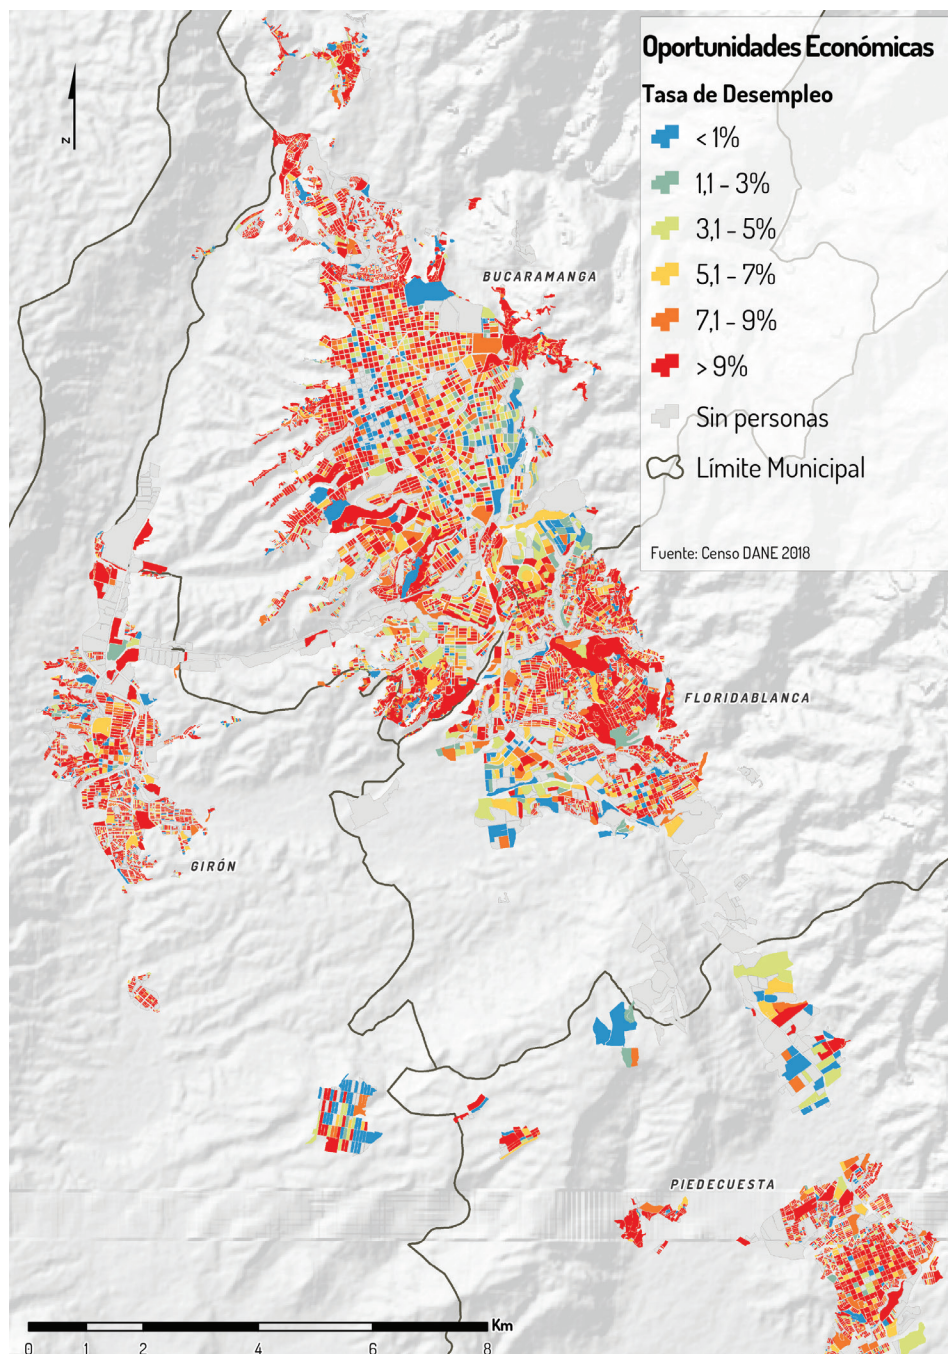 Oportunidades Económicas
Tasa de Desempleo
< 1%
1,1 - 3%
3,1 - 5%
5,1 - 7%
7,1 - 9%
> 9%
Sin personas
Límite Municipal
Fuente: Censo DANE 2018
N
BUCARAMANGA
FLORIDABLANCA
GIRÓN
PIEDECUESTA
Km
0 1 2 4 6 8